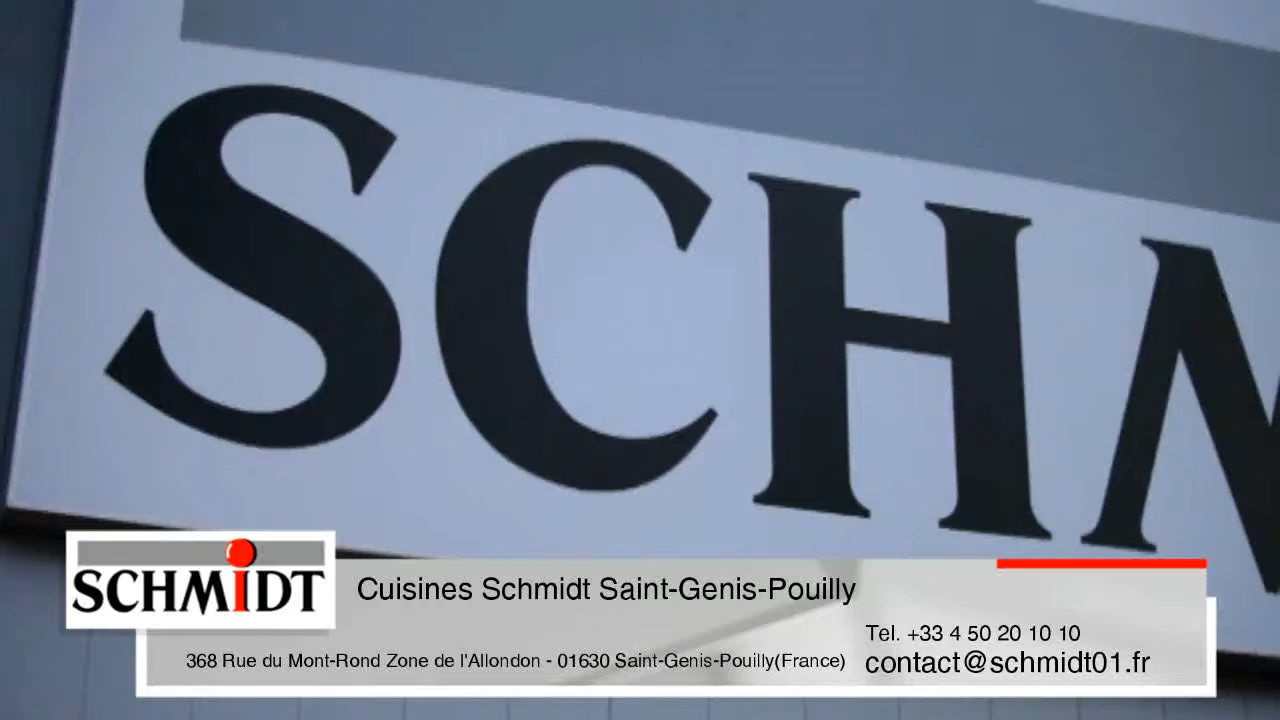 SCHM
SCHMiDT
Cuisines Schmidt Saint-Genis-Pouilly
Tel. +33 4 50 20 10 10
368 Rue du Mont-Rond Zone de l'Allondon - 01630 Saint-Genis-Pouilly(France)
contact@schmidt01.fr